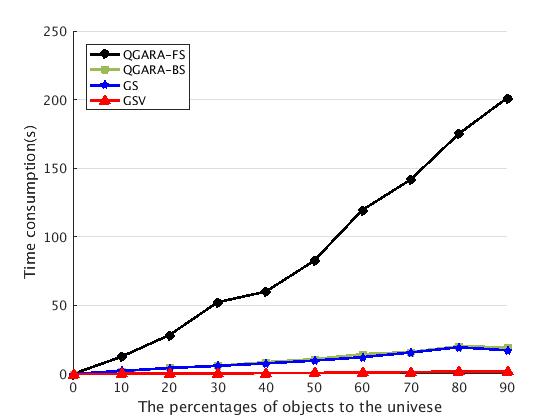 250
200
150
100
50
0
QGARA-FS
QGARA-BS
GS
GSV
Time consumption(s)
0 10 20 30 40 50 60 70 80 90
The percentages of objects to the univese